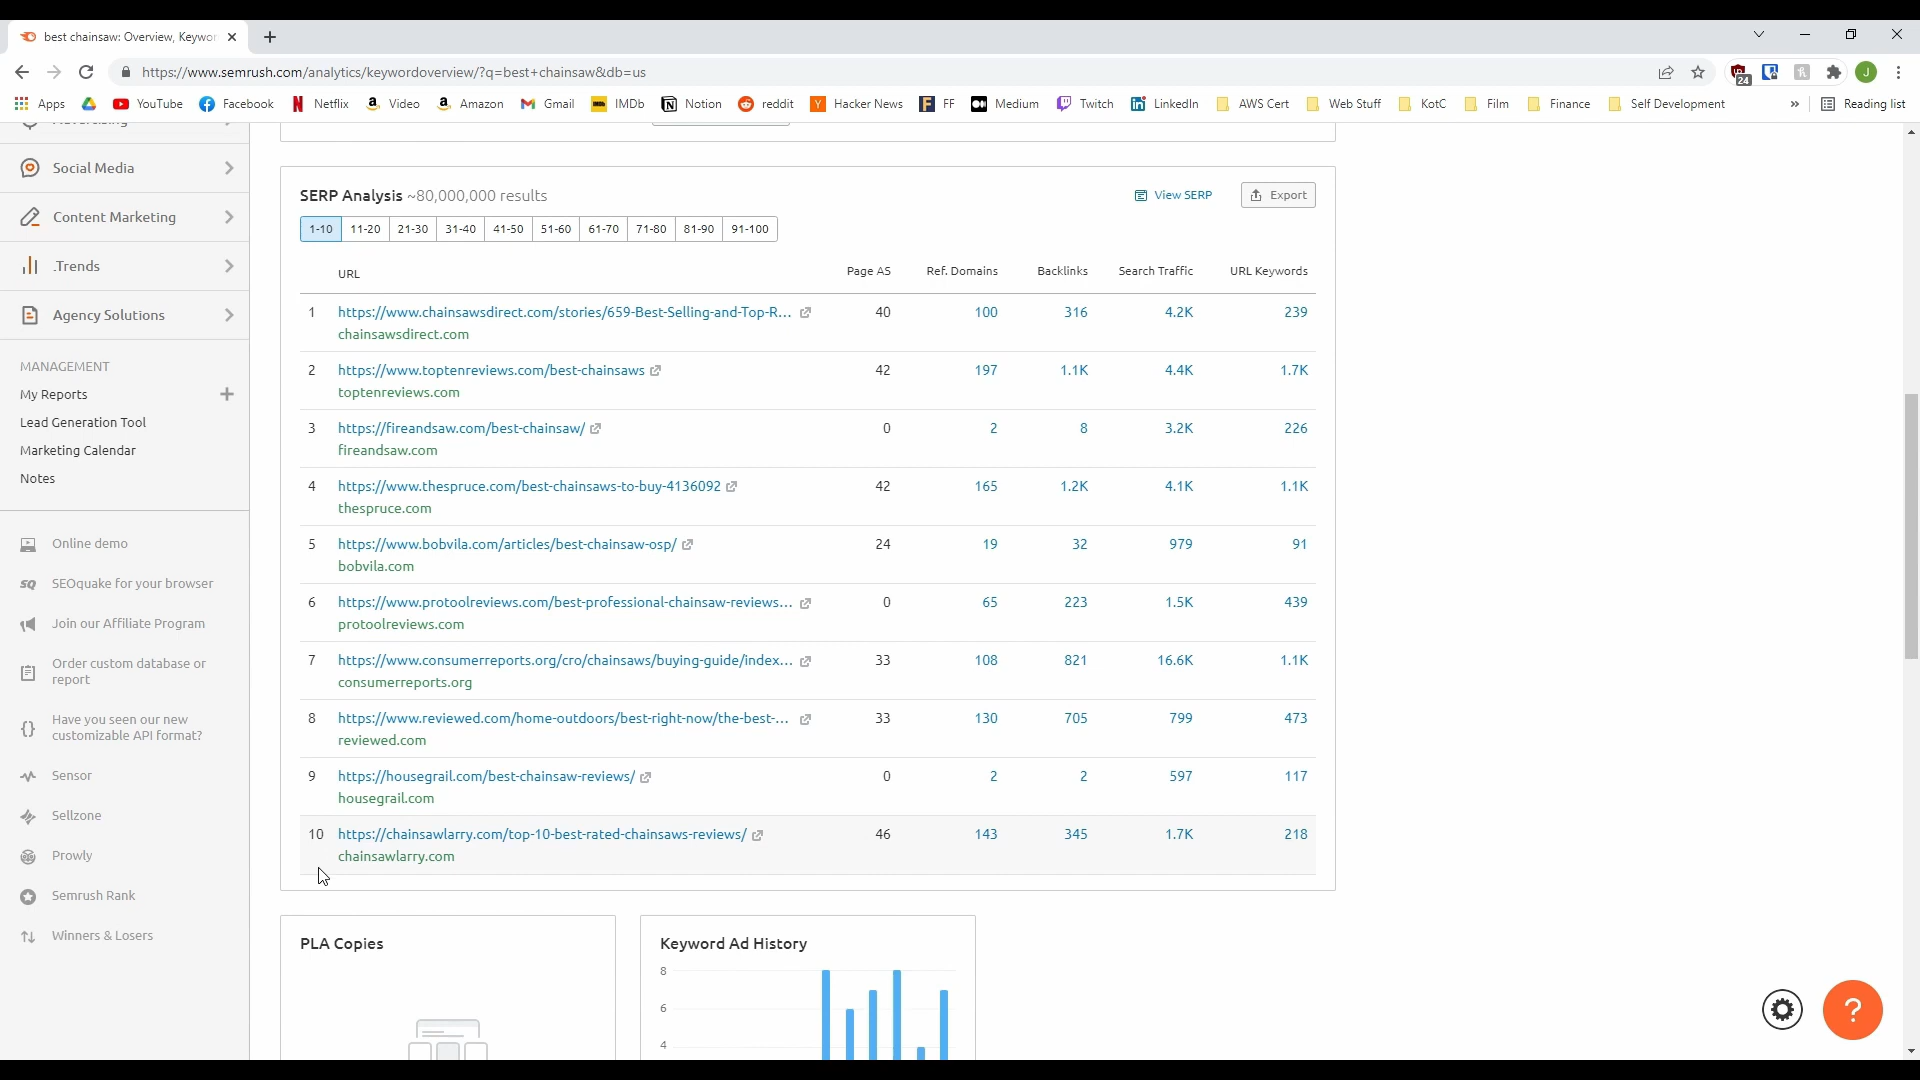 best chainsaw: Overview, Keywor
https://www.semrush.com/analytics/keywordoverview/?q=best+chainsaw&db=us
24
J
Apps
YouTube
Facebook
Netflix
Video
Amazon
Gmail
IMDb
Notion
reddit
Hacker News
FF
Medium
Twitch
LinkedIn
AWS Cert
Web Stuff
KotC
Film
Finance
Self Development
»
Reading list
Advertising
Social Media
Content Marketing
.Trends
Agency Solutions
MANAGEMENT
My Reports
Lead Generation Tool
Marketing Calendar
Notes
Online demo
SEOquake for your browser
Join our Affiliate Program
Order custom database or
report
Have you seen our new
customizable API format?
Sensor
Sellzone
Prowly
Semrush Rank
Winners & Losers
SERP Analysis ~80,000,000 results
View SERP
Export
1-10 11-20 21-30 31-40 41-50 51-60 61-70 71-80 81-90 91-100
URL Page AS Ref. Domains Backlinks Search Traffic URL Keywords
1 https://www.chainsawsdirect.com/stories/659-Best-Selling-and-Top-R... 40 100 316 4.2K 239
chainsawsdirect.com
2 https://www.toptenreviews.com/best-chainsaws 42 197 1.1K 4.4K 1.7K
toptenreviews.com
3 https://fireandsaw.com/best-chainsaw/ 0 2 8 3.2K 226
fireandsaw.com
4 https://www.thespruce.com/best-chainsaws-to-buy-4136092 42 165 1.2K 4.1K 1.1K
thespruce.com
5 https://www.bobvila.com/articles/best-chainsaw-osp/ 24 19 32 979 91
bobvila.com
6 https://www.protoolreviews.com/best-professional-chainsaw-reviews... 0 65 223 1.5K 439
protoolreviews.com
7 https://www.consumerreports.org/cro/chainsaws/buying-guide/index... 33 108 821 16.6K 1.1K
consumerreports.org
8 https://www.reviewed.com/home-outdoors/best-right-now/the-best-... 33 130 705 799 473
reviewed.com
9 https://housegrail.com/best-chainsaw-reviews/ 0 2 2 597 117
housegrail.com
10 https://chainsawlarry.com/top-10-best-rated-chainsaws-reviews/ 46 143 345 1.7K 218
chainsawlarry.com
PLA Copies
Keyword Ad History
8
6
4
?